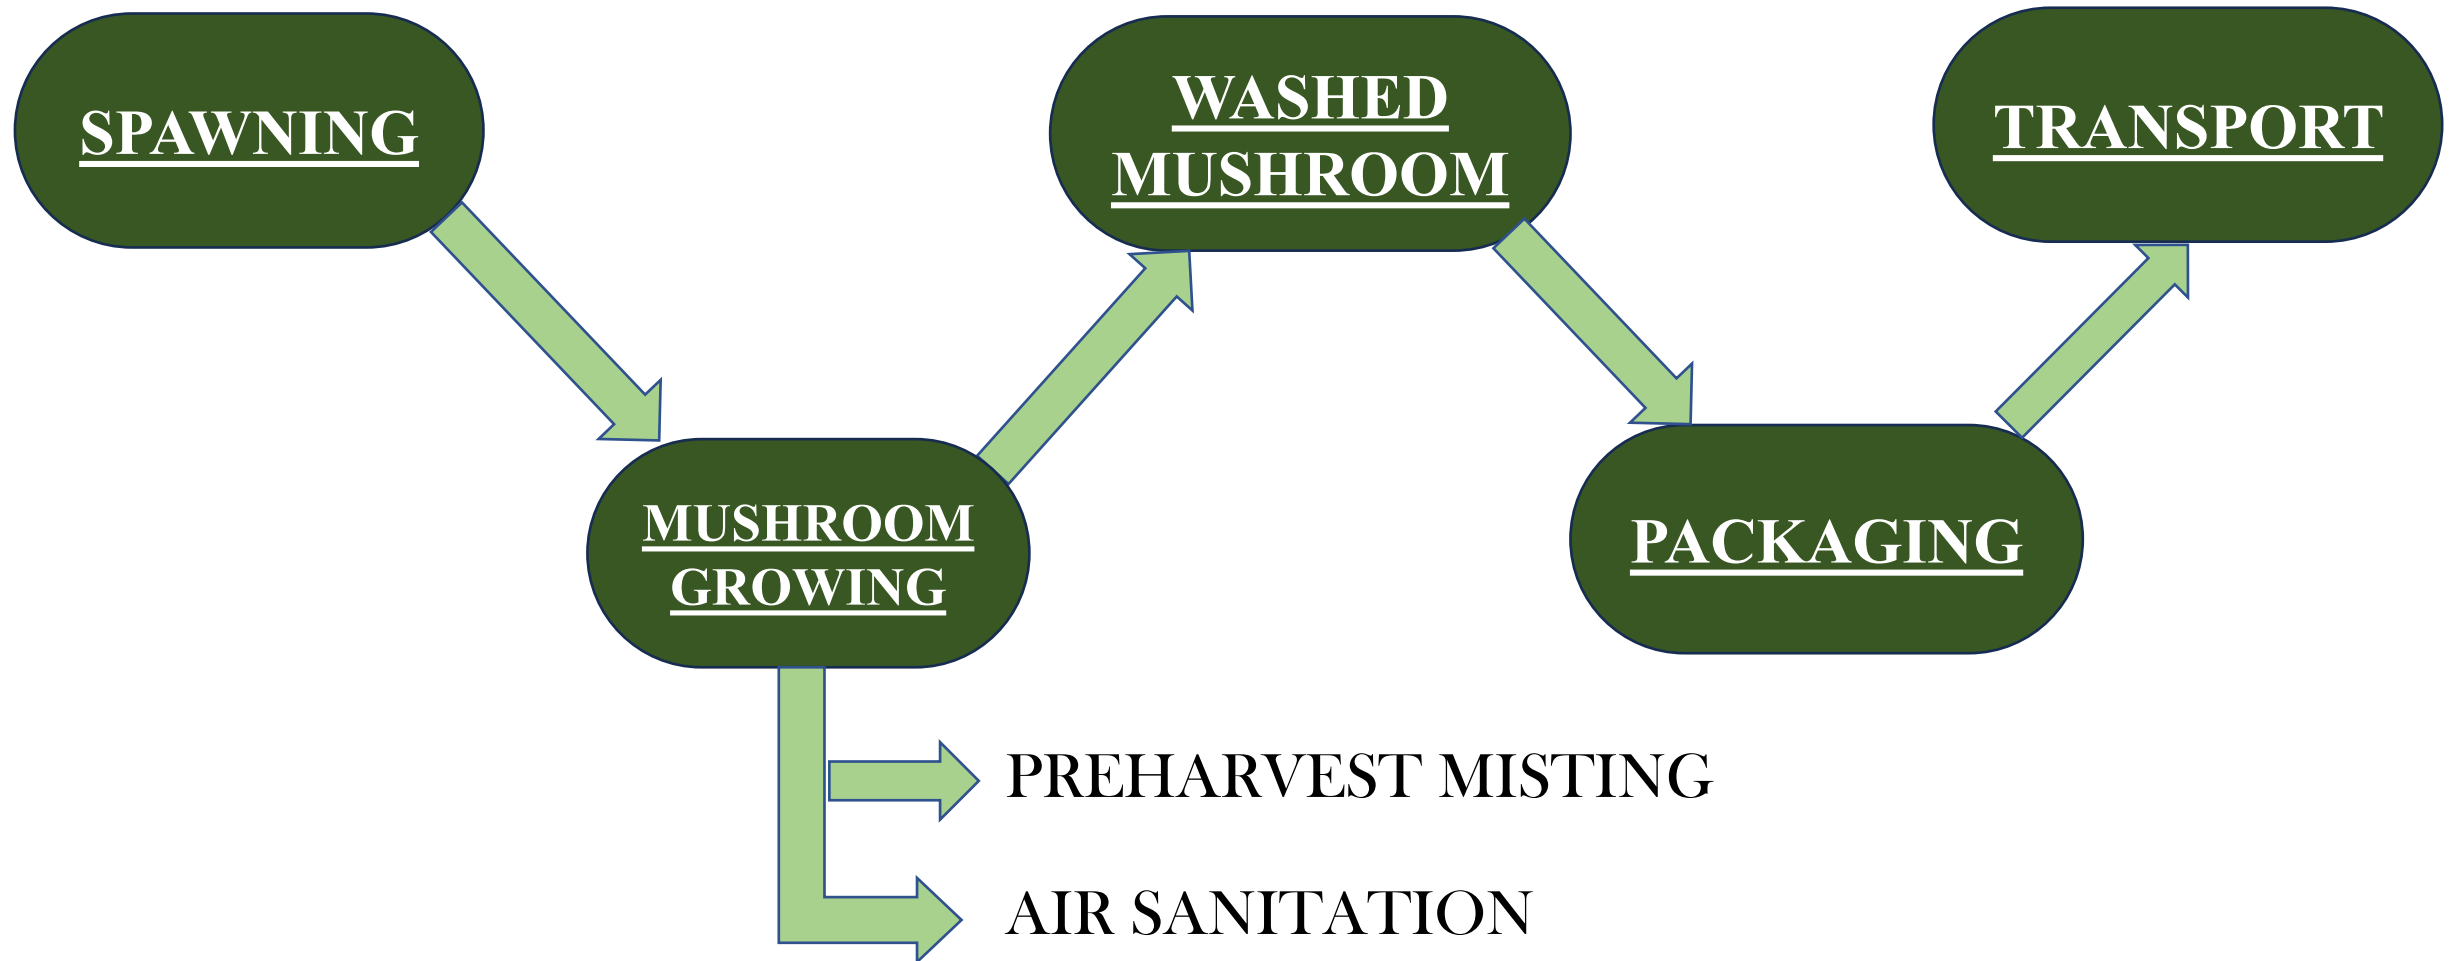 SPAWNING
WASHED
MUSHROOM
TRANSPORT
MUSHROOM
GROWING
PACKAGING
PREHARVEST MISTING
AIR SANITATION